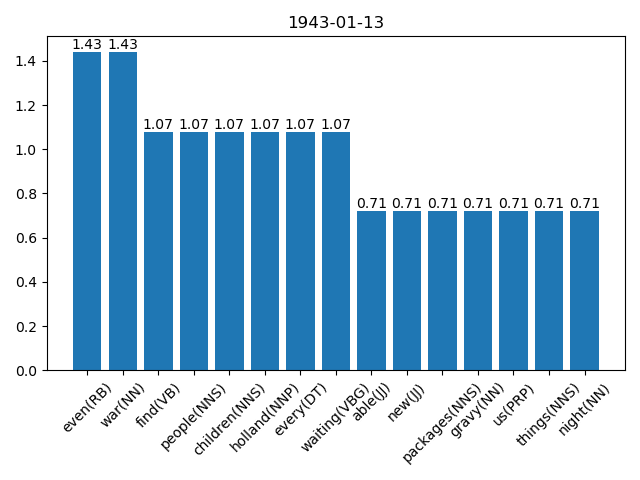 1943-01-13
1.4
1.2
1.0
0.8
0.6
0.4
0.2
0.0
1.43 1.43 1.07 1.07 1.07 1.07 1.07 1.07 0.71 0.71 0.71 0.71 0.71 0.71 0.71
even(RB)
war(NN)
find(VB)
people(NNS)
children(NNS)
holland(NNP)
every(DT)
waiting(VBG)
able(JJ)
new(JJ)
packages(NNS)
gravy(NN)
us(PRP)
things(NNS)
night(NN)